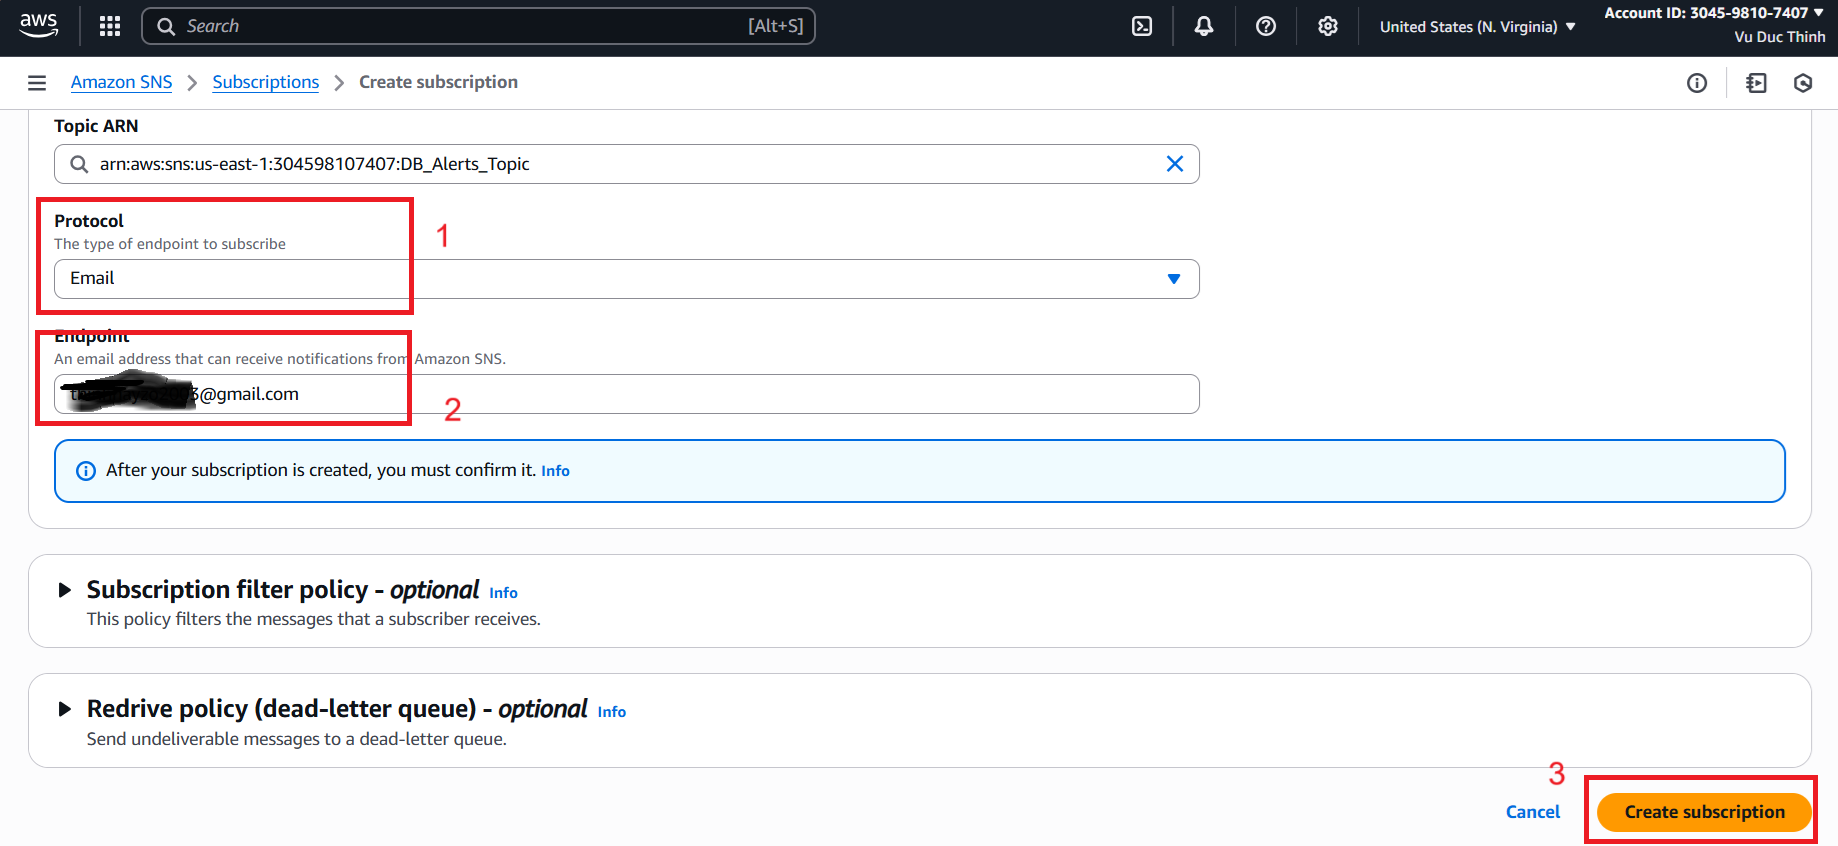 aws
Search [Alt+S]
United States (N. Virginia)
Account ID: 3045-9810-7407
Vu Duc Thinh
Amazon SNS > Subscriptions > Create subscription
Topic ARN
arn:aws:sns:us-east-1:304598107407:DB_Alerts_Topic
Protocol
1
The type of endpoint to subscribe
Email
Endpoint
An email address that can receive notifications from Amazon SNS.
@gmail.com
2
After your subscription is created, you must confirm it. Info
Subscription filter policy - optional Info
This policy filters the messages that a subscriber receives.
Redrive policy (dead-letter queue) - optional Info
Send undeliverable messages to a dead-letter queue.
3
Cancel
Create subscription